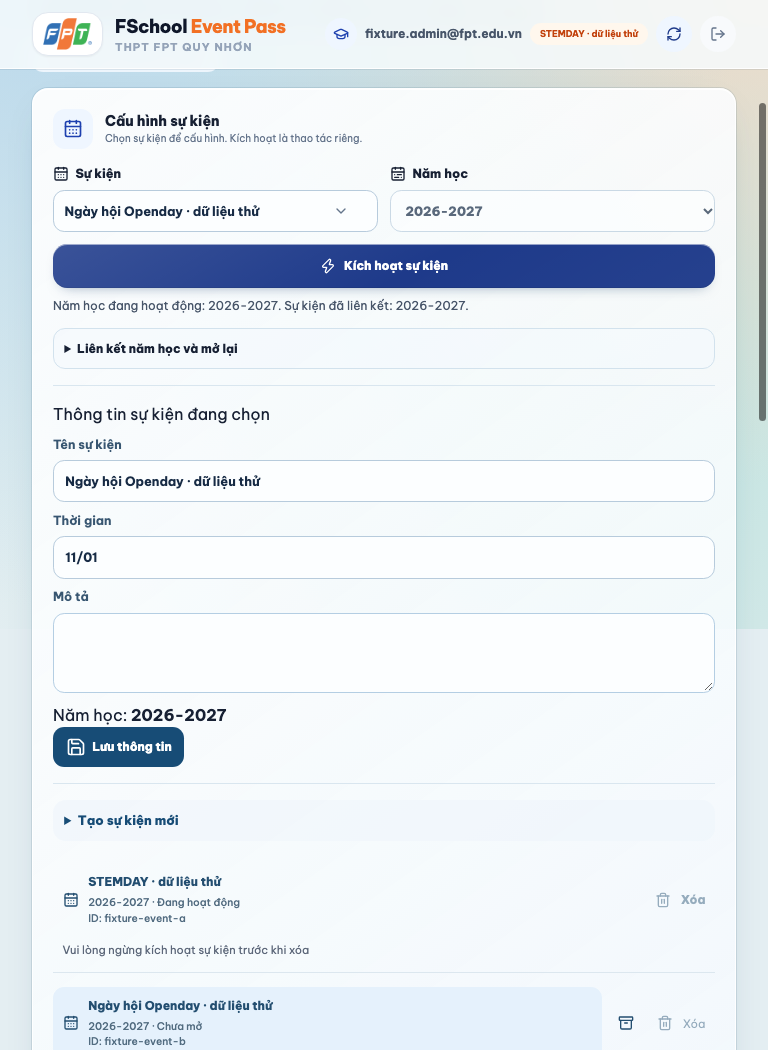 FPT
FSchool Event Pass
THPT FPT QUY NHƠN
fixture.admin@fpt.edu.vn
STEMDAY · dữ liệu thử
Cấu hình sự kiện
Chọn sự kiện để cấu hình. Kích hoạt là thao tác riêng.
Sự kiện
Năm học
Ngày hội Openday · dữ liệu thử
2026-2027
Kích hoạt sự kiện
Năm học đang hoạt động: 2026-2027. Sự kiện đã liên kết: 2026-2027.
Liên kết năm học và mở lại
Thông tin sự kiện đang chọn
Tên sự kiện
Ngày hội Openday · dữ liệu thử
Thời gian
11/01
Mô tả
Năm học: 2026-2027
Lưu thông tin
Tạo sự kiện mới
STEMDAY · dữ liệu thử
2026-2027 · Đang hoạt động
ID: fixture-event-a
Xóa
Vui lòng ngừng kích hoạt sự kiện trước khi xóa
Ngày hội Openday · dữ liệu thử
2026-2027 · Chưa mở
ID: fixture-event-b
Xóa